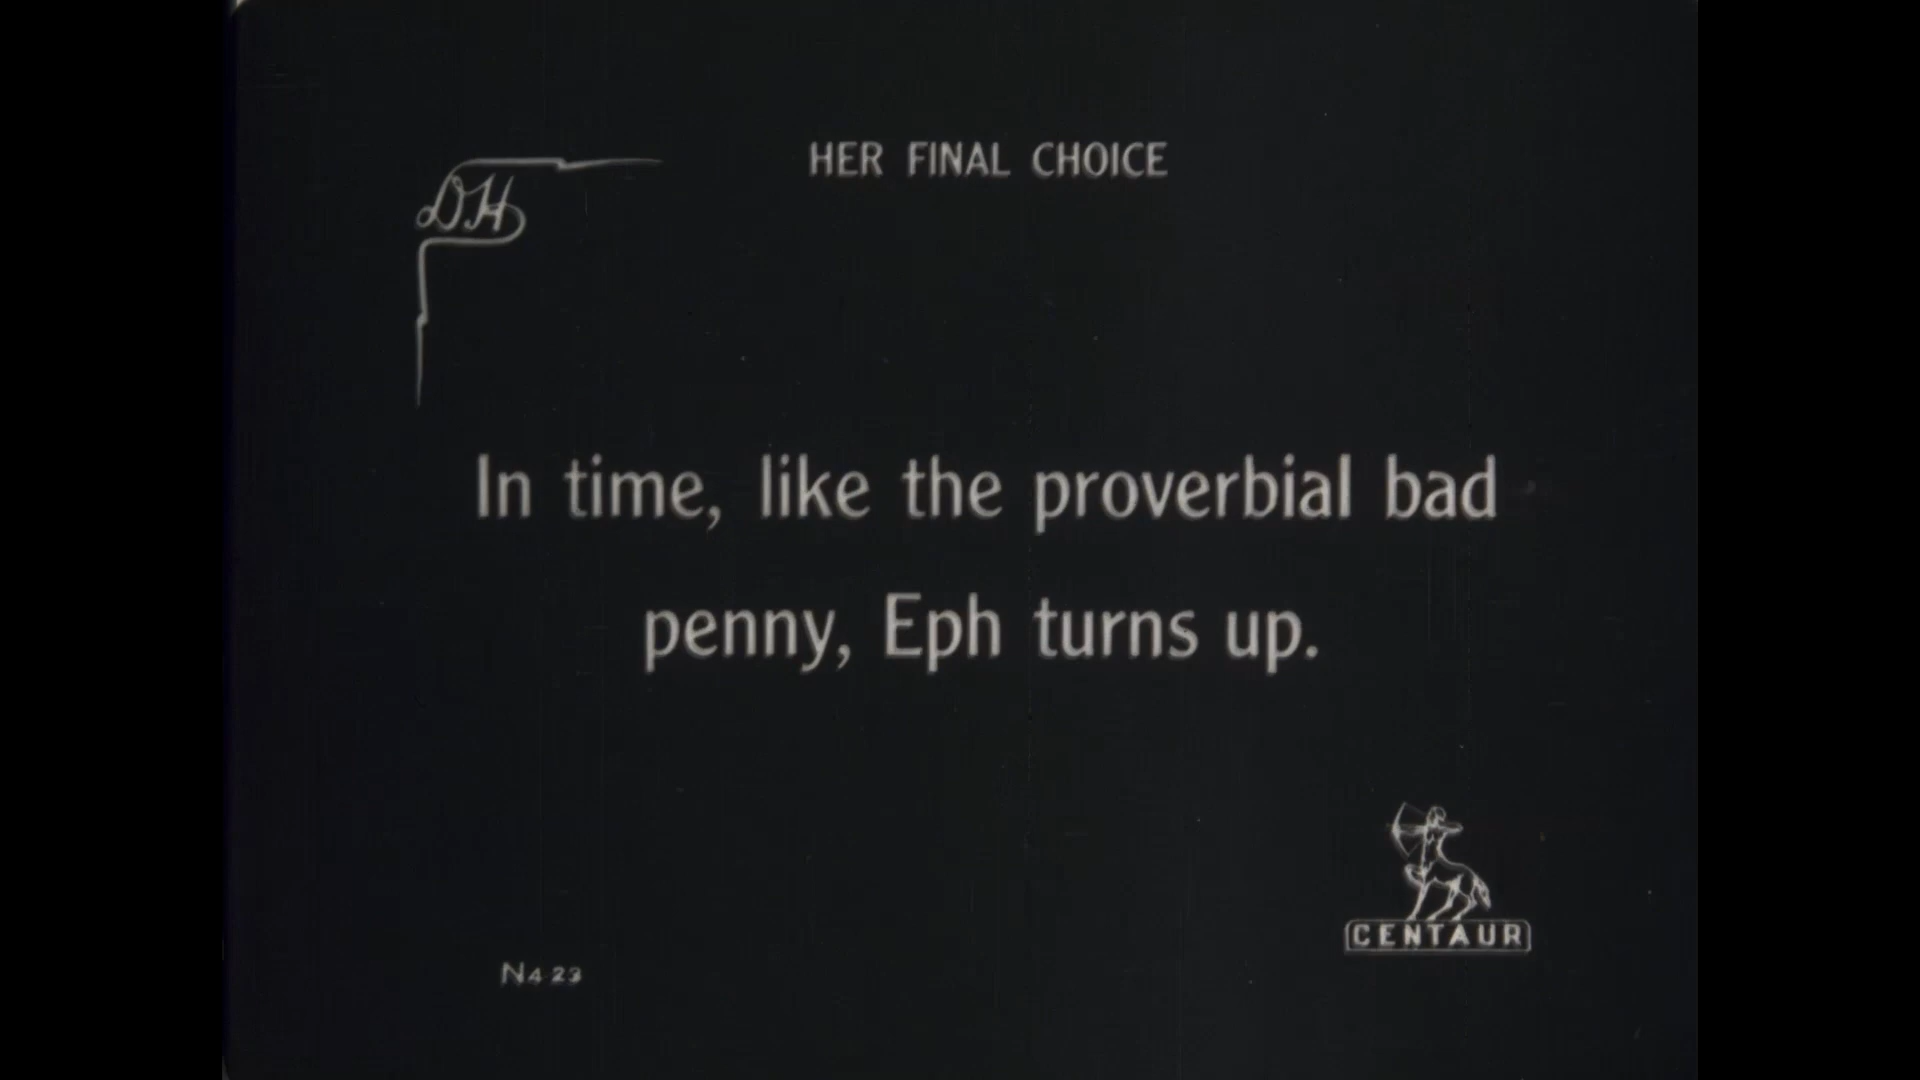 HER FINAL CHOICE
DH
In time, like the proverbial bad
penny, Eph turns up.
CENTAUR
N4 23